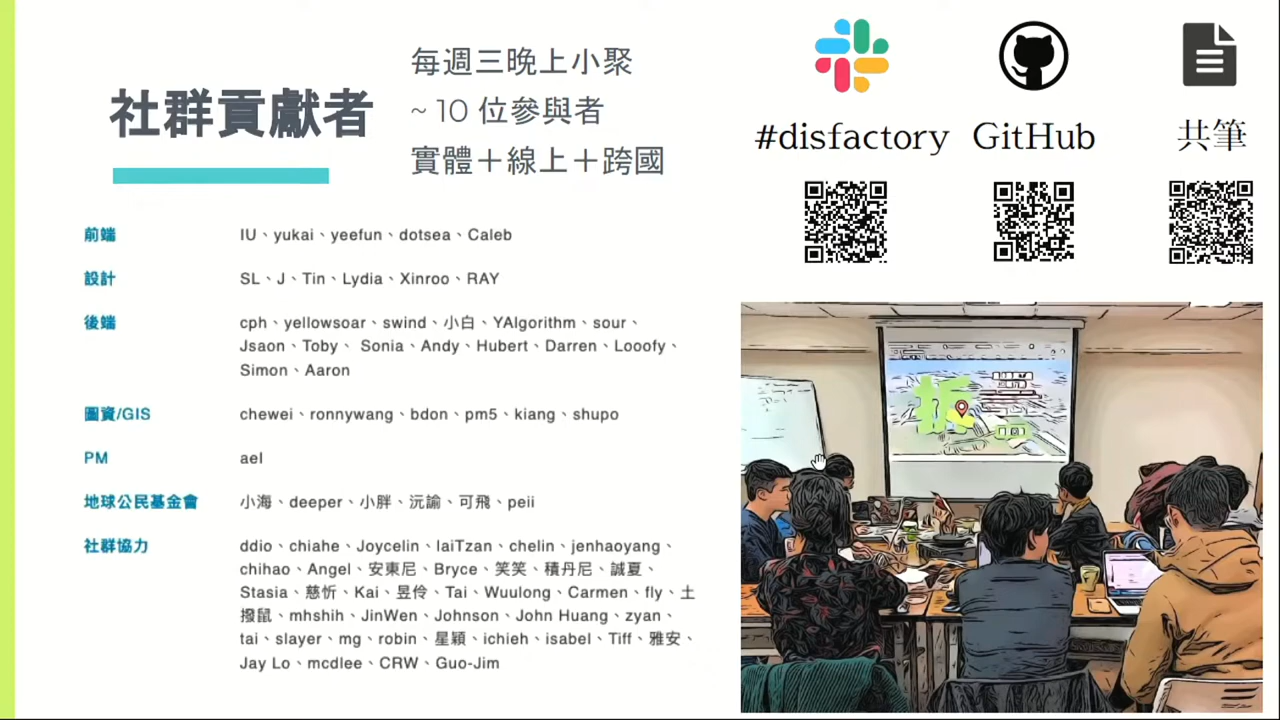 社群貢獻者
每週三晚上小聚
~ 10 位參與者
實體＋線上＋跨國
#disfactory
GitHub
共筆
前端
IU、yukai、yeefun、dotsea、Caleb
設計
SL、J、Tin、Lydia、Xinroo、RAY
後端
cph、yellowsoar、swind、小白、YAlgorithm、sour、
Jsaon、Toby、 Sonia、Andy、Hubert、Darren、Looofy、
Simon、Aaron
圖資/GIS
chewei、ronnywang、bdon、pm5、kiang、shupo
PM
ael
地球公民基金會
小海、deeper、小胖、沅諭、可飛、peii
社群協力
ddio、chiahe、Joycelin、laiTzan、chelin、jenhaoyang、
chihao、Angel、安東尼、Bryce、笑笑、積丹尼、誠夏、
Stasia、慈忻、Kai、昱伶、Tai、Wuulong、Carmen、fly、土
撥鼠、mhshih、JinWen、Johnson、John Huang、zyan、
tai、slayer、mg、robin、星穎、ichieh、isabel、Tiff、雅安、
Jay Lo、mcdlee、CRW、Guo-Jim
拆